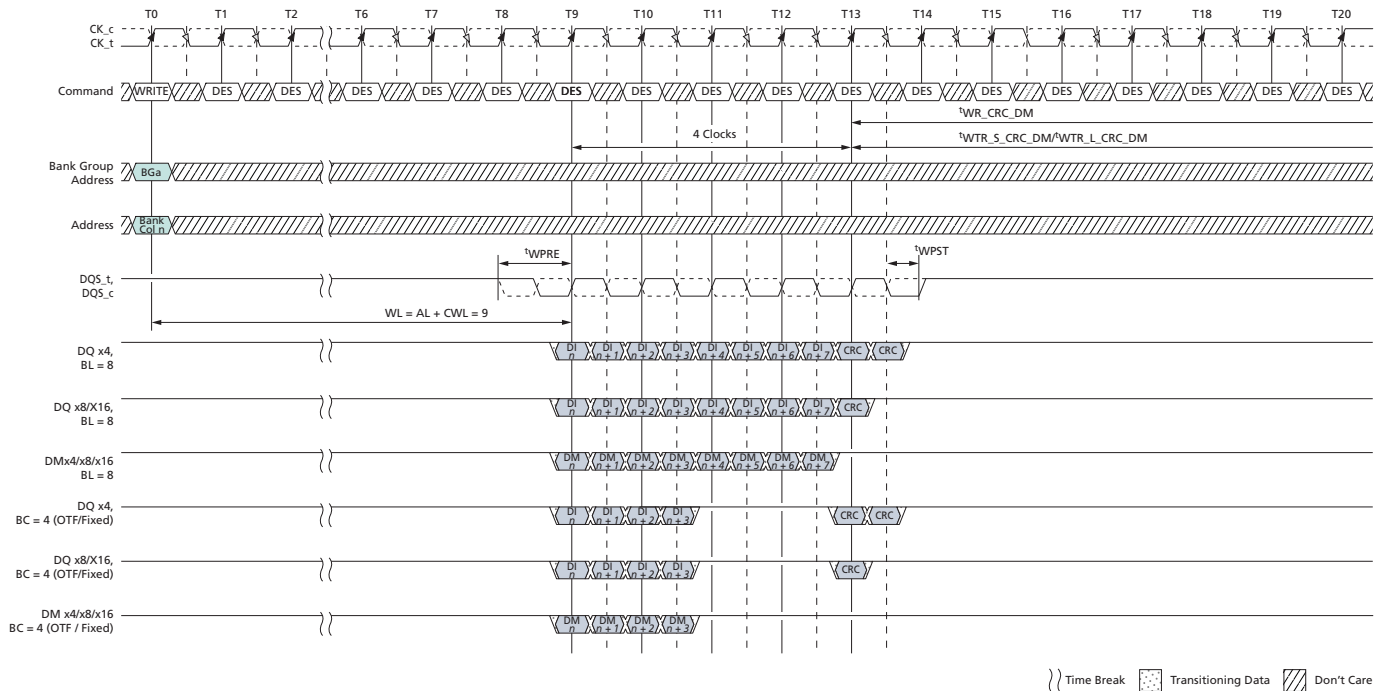 T0 T1 T2 T6 T7 T8 T9 T10 T11 T12 T13 T14 T15 T16 T17 T18 T19 T20
CK_c
CK_t
Command WRITE DES DES DES DES DES DES DES DES DES DES DES DES DES DES DES DES DES
tWR_CRC_DM
4 Clocks tWTR_S_CRC_DM/tWTR_L_CRC_DM
Bank Group
Address
BGa
Address
Bank
Col n
tWPRE tWPST
DQS_t,
DQS_c
WL = AL + CWL = 9
DQ x4,
BL = 8
DI n DI n + 1 DI n + 2 DI n + 3 DI n + 4 DI n + 5 DI n + 6 DI n + 7 CRC CRC
DQ x8/X16,
BL = 8
DI n DI n + 1 DI n + 2 DI n + 3 DI n + 4 DI n + 5 DI n + 6 DI n + 7 CRC
DMx4/x8/x16
BL = 8
DM n DM n + 1 DM n + 2 DM n + 3 DM n + 4 DM n + 5 DM n + 6 DM n + 7
DQ x4,
BC = 4 (OTF/Fixed)
DI n DI n + 1 DI n + 2 DI n + 3 CRC CRC
DQ x8/X16,
BC = 4 (OTF/Fixed)
DI n DI n + 1 DI n + 2 DI n + 3 CRC
DM x4/x8/x16
BC = 4 (OTF / Fixed)
DM n DM n + 1 DM n + 2 DM n + 3
Time Break Transitioning Data Don't Care